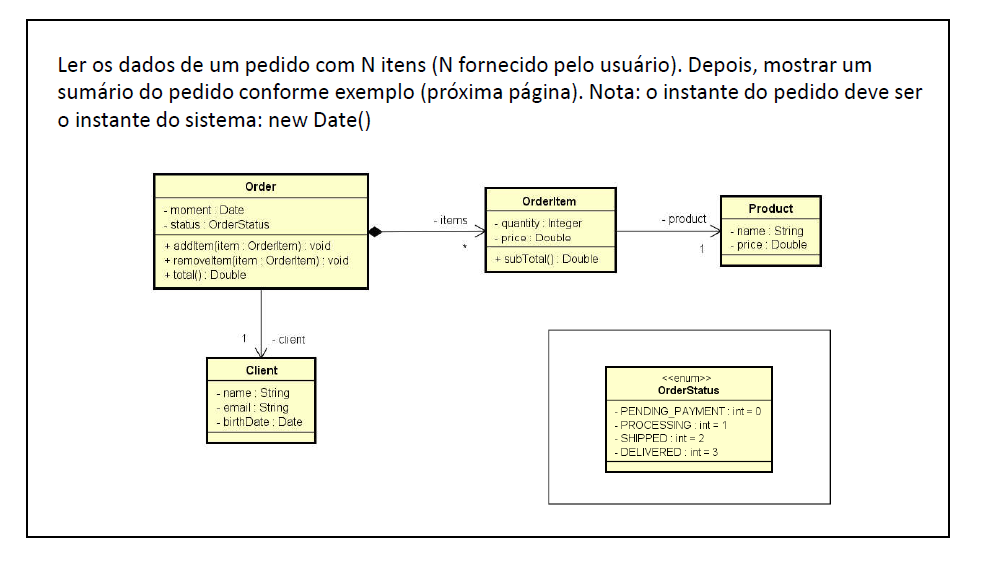 Ler os dados de um pedido com N itens (N fornecido pelo usuário). Depois, mostrar um
sumário do pedido conforme exemplo (próxima página). Nota: o instante do pedido deve ser
o instante do sistema: new Date()
Order
- moment : Date
- status : OrderStatus
+ addItem(item : OrderItem) : void
+ removeItem(item : OrderItem) : void
+ total() : Double
- items
*
OrderItem
- quantity : Integer
- price : Double
+ subTotal() : Double
- product
1
Product
- name : String
- price : Double
1
- client
Client
- name : String
- email : String
- birthDate : Date
<<enum>>
OrderStatus
- PENDING_PAYMENT : int = 0
- PROCESSING : int = 1
- SHIPPED : int = 2
- DELIVERED : int = 3